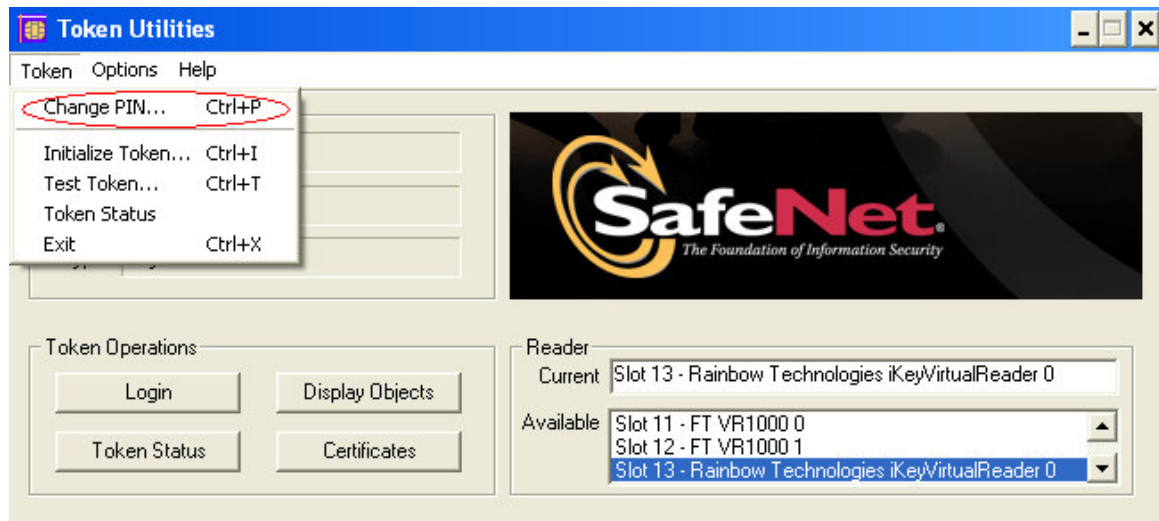 Token Utilities
Token Options Help
Change PIN... Ctrl+P
Initialize Token... Ctrl+I
Test Token... Ctrl+T
Token Status
Exit Ctrl+X
SafeNet
The Foundation of Information Security
Token Operations
Login Display Objects
Token Status Certificates
Reader
Current Slot 13 - Rainbow Technologies iKeyVirtualReader 0
Available Slot 11 - FT VR1000 0
Slot 12 - FT VR1000 1
Slot 13 - Rainbow Technologies iKeyVirtualReader 0